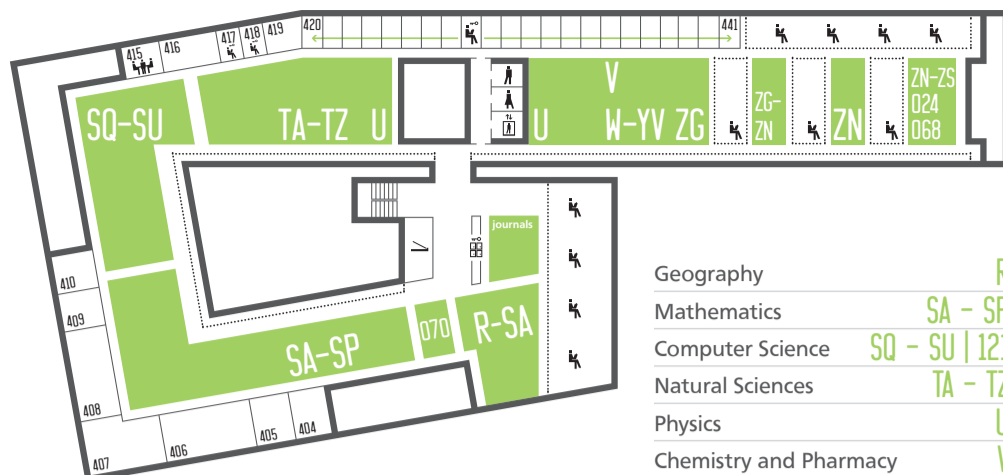 420
441
415
416
417
418
419
SQ-SU
TA-TZ
U
U
V
W-YV ZG
ZG-
ZN
ZN
ZN-ZS
024
068
journals
410
409
408
407
406
405
404
SA-SP
070
R-SA
Geography R
Mathematics SA - SP
Computer Science SQ - SU | 121
Natural Sciences TA - TZ
Physics U
Chemistry and Pharmacy V